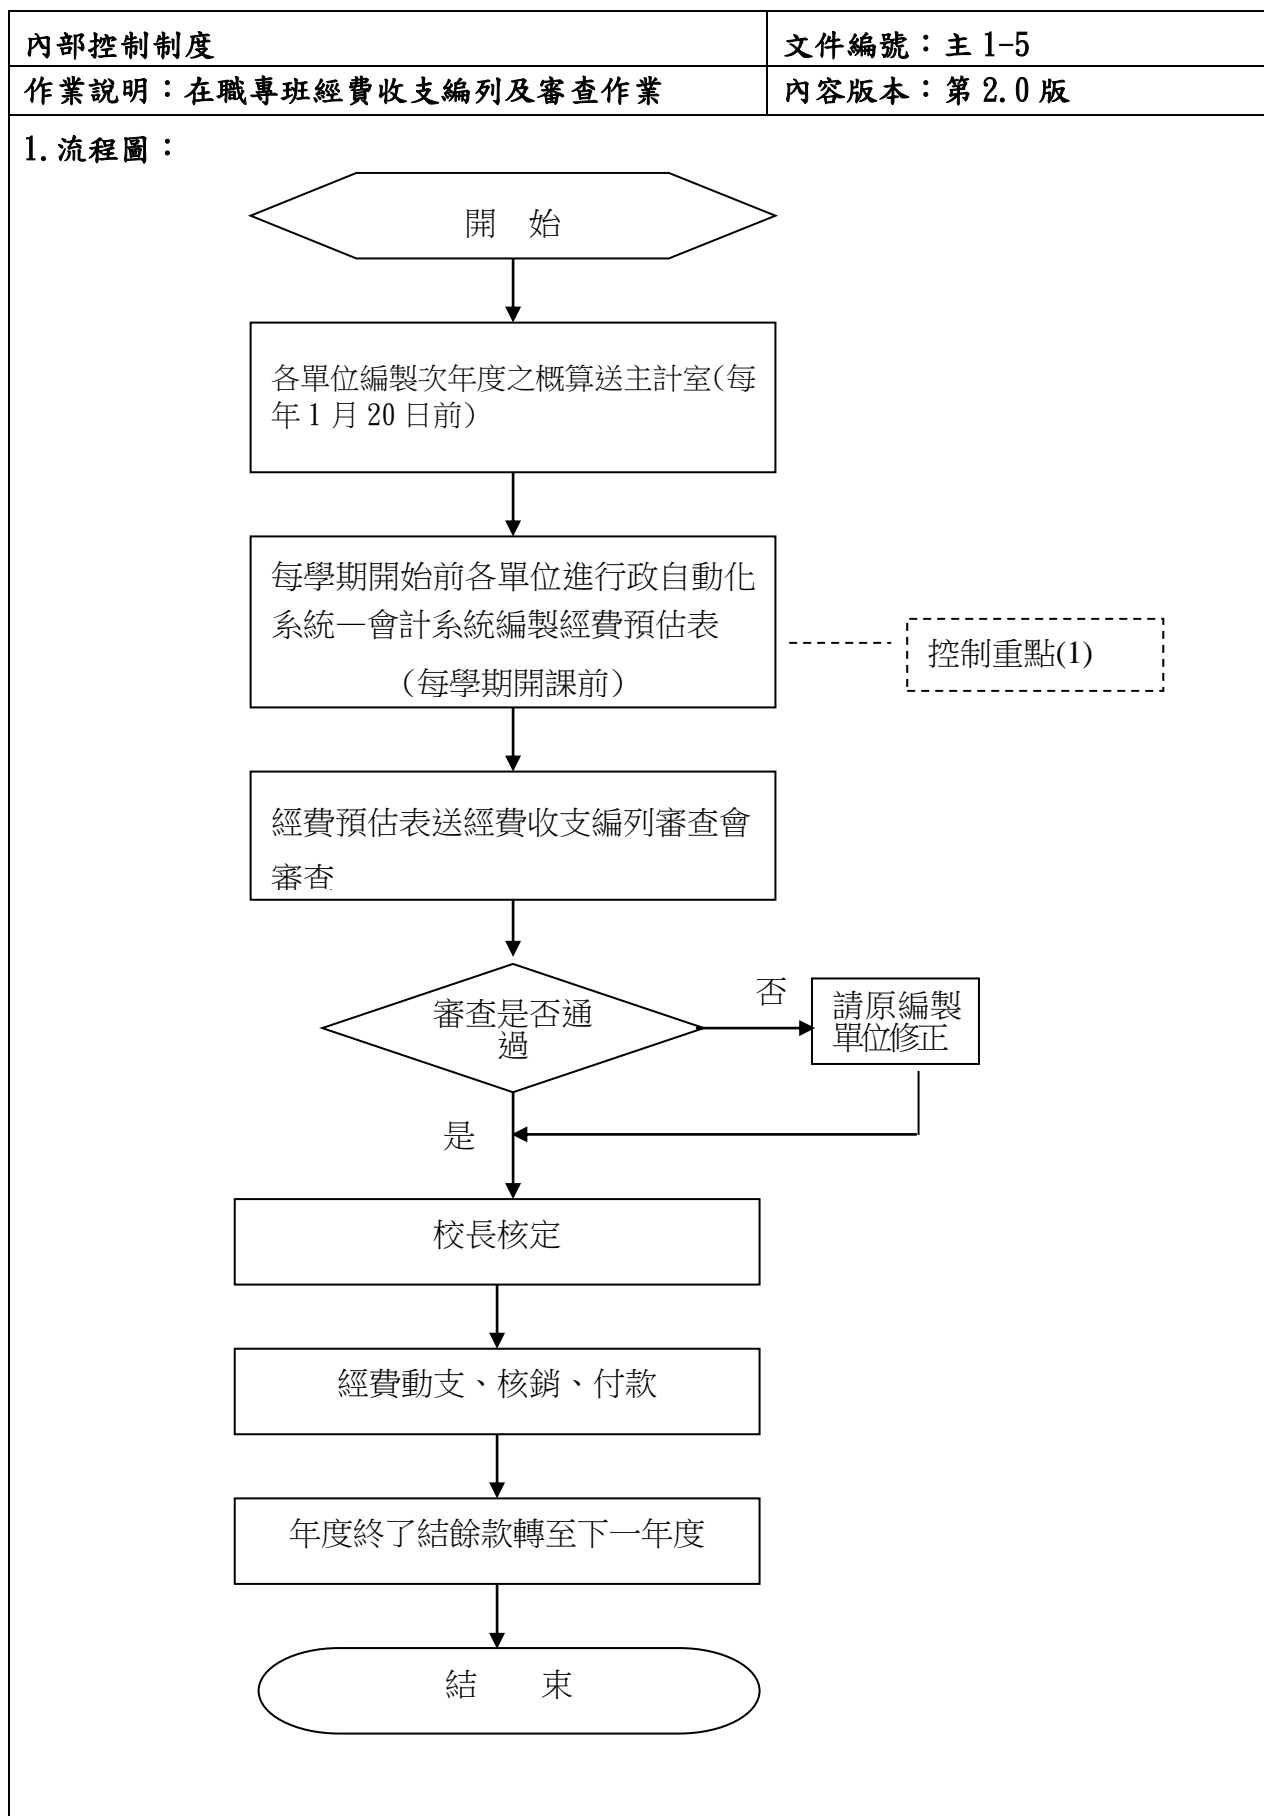 內部控制制度
文件編號：主 1-5
作業說明：在職專班經費收支編列及審查作業
內容版本：第 2.0 版
1.流程圖：
開　始
各單位編製次年度之概算送主計室(每
年 1 月 20 日前)
每學期開始前各單位進行政自動化
系統—會計系統編製經費預估表
(每學期開課前)
控制重點(1)
經費預估表送經費收支編列審查會
審查
審查是否通
過
否
請原編製
單位修正
是
校長核定
經費動支、核銷、付款
年度終了結餘款轉至下一年度
結　　束